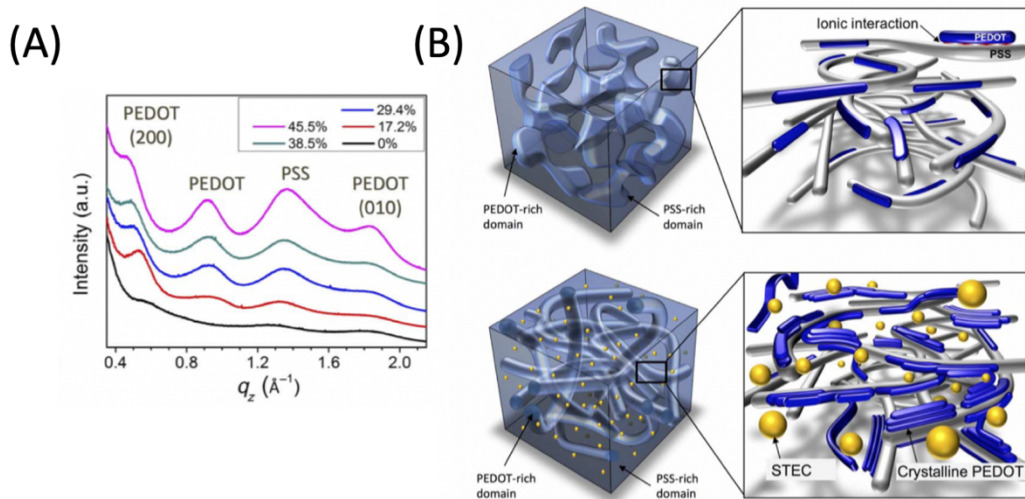 (A)
PEDOT
(200)
29.4%
45.5%
17.2%
38.5%
0%
PEDOT
PSS
PEDOT
(010)
Intensity (a.u.)
0.4
0.8
1.2
1.6
2.0
q_z (Å⁻¹)
(B)
PEDOT-rich
domain
PSS-rich
domain
Ionic interaction
PEDOT
PSS
PEDOT-rich
domain
PSS-rich
domain
STEC
Crystalline PEDOT